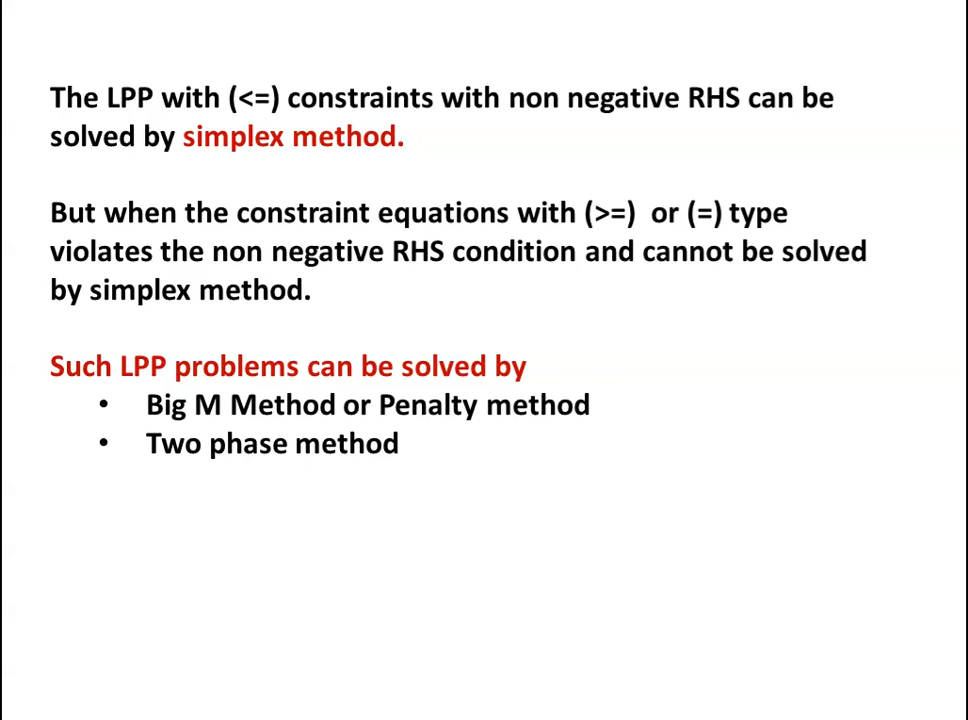 The LPP with (<=) constraints with non negative RHS can be
solved by simplex method.
But when the constraint equations with (>=) or (=) type
violates the non negative RHS condition and cannot be solved
by simplex method.
Such LPP problems can be solved by
• Big M Method or Penalty method
• Two phase method